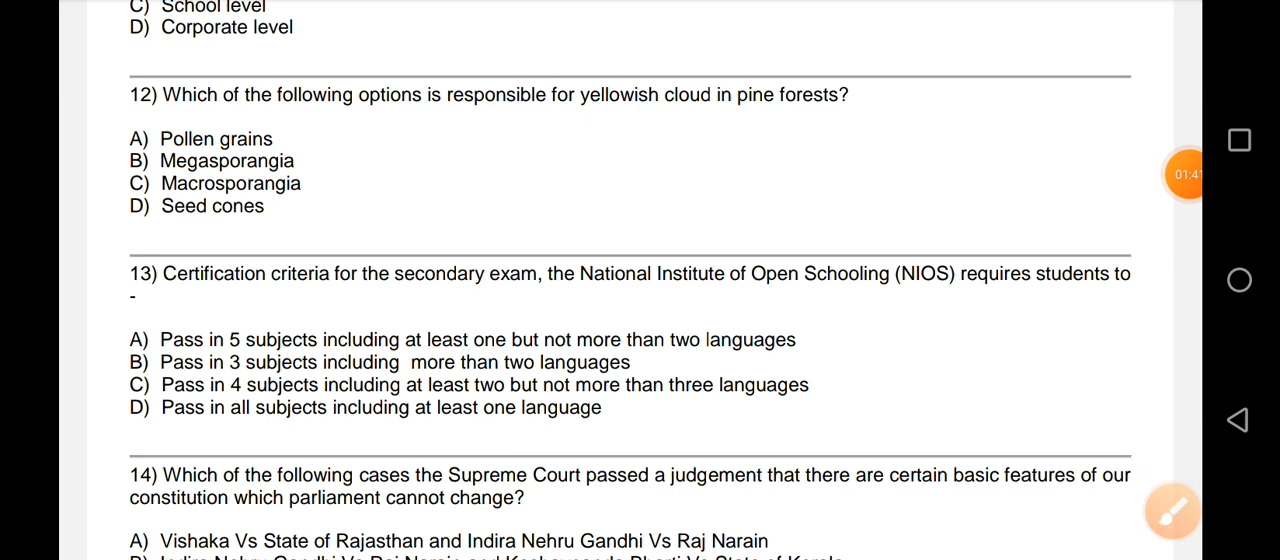 C) School level
D) Corporate level
12) Which of the following options is responsible for yellowish cloud in pine forests?
A) Pollen grains
B) Megasporangia
C) Macrosporangia
D) Seed cones
13) Certification criteria for the secondary exam, the National Institute of Open Schooling (NIOS) requires students to
-
A) Pass in 5 subjects including at least one but not more than two languages
B) Pass in 3 subjects including more than two languages
C) Pass in 4 subjects including at least two but not more than three languages
D) Pass in all subjects including at least one language
14) Which of the following cases the Supreme Court passed a judgement that there are certain basic features of our
constitution which parliament cannot change?
A) Vishaka Vs State of Rajasthan and Indira Nehru Gandhi Vs Raj Narain